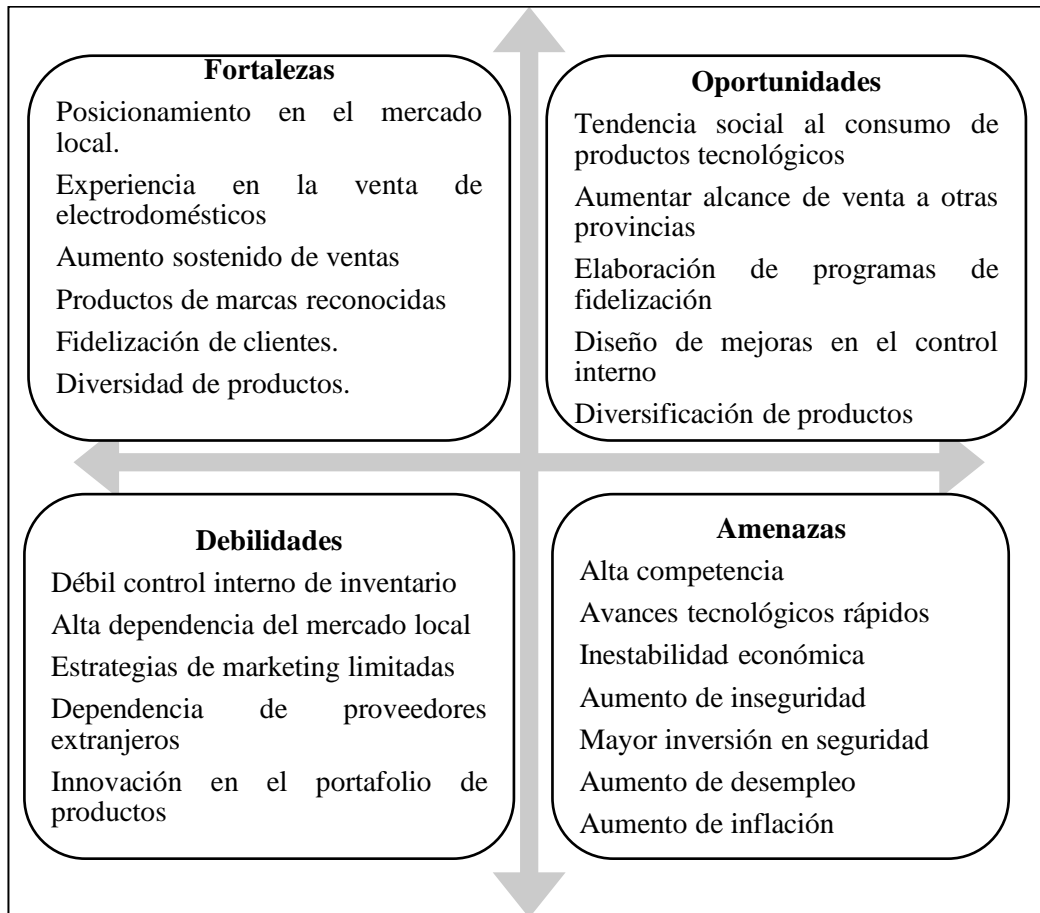 Fortalezas
Posicionamiento en el mercado
local.
Experiencia en la venta de
electrodomésticos
Aumento sostenido de ventas
Productos de marcas reconocidas
Fidelización de clientes.
Diversidad de productos.
Oportunidades
Tendencia social al consumo de
productos tecnológicos
Aumentar alcance de venta a otras
provincias
Elaboración de programas de
fidelización
Diseño de mejoras en el control
interno
Diversificación de productos
Debilidades
Débil control interno de inventario
Alta dependencia del mercado local
Estrategias de marketing limitadas
Dependencia de proveedores
extranjeros
Innovación en el portafolio de
productos
Amenazas
Alta competencia
Avances tecnológicos rápidos
Inestabilidad económica
Aumento de inseguridad
Mayor inversión en seguridad
Aumento de desempleo
Aumento de inflación